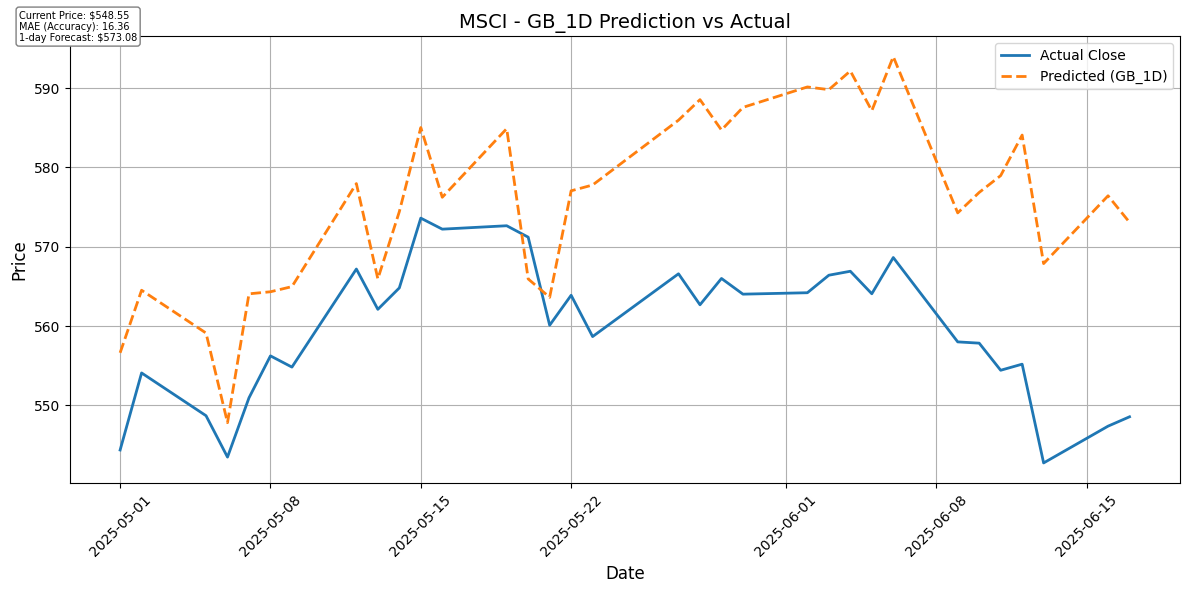 MSCI - GB_1D Prediction vs Actual
Current Price: $548.55
MAE (Accuracy): 16.36
1-day Forecast: $573.08
Actual Close
Predicted (GB_1D)
Price
590
580
570
560
550
2025-05-01
2025-05-08
2025-05-15
2025-05-22
2025-06-01
2025-06-08
2025-06-15
Date